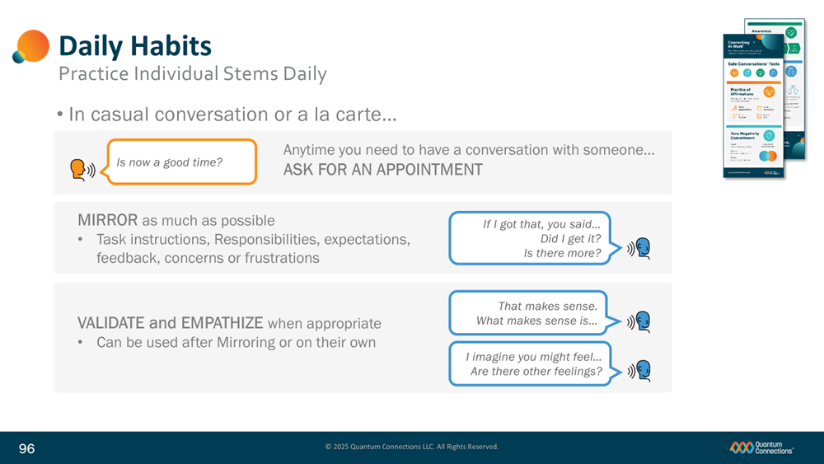 Daily Habits
Practice Individual Stems Daily
• In casual conversation or a la carte...
Is now a good time?
Anytime you need to have a conversation with someone...
ASK FOR AN APPOINTMENT
MIRROR as much as possible
• Task instructions, Responsibilities, expectations,
feedback, concerns or frustrations
If I got that, you said...
Did I get it?
Is there more?
VALIDATE and EMPATHIZE when appropriate
• Can be used after Mirroring or on their own
That makes sense.
What makes sense is...
I imagine you might feel...
Are there other feelings?
Connecting
At Work
Safe Conversations' Tools
Practice of
Affirmations
Zero Negativity
Commitment
Awareness
96
© 2025 Quantum Connections LLC. All Rights Reserved.
Quantum
Connections